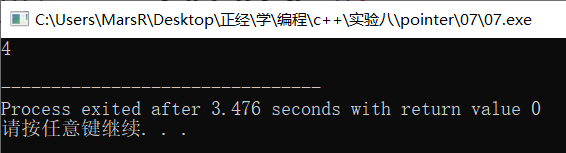 C:\Users\MarsR\Desktop\正经\学\编程\c++\实验八\pointer\07\07.exe
4
--------------------------------
Process exited after 3.476 seconds with return value 0
请按任意键继续. . .